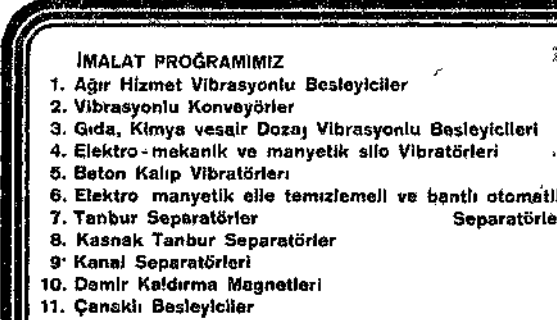 İMALAT PROĞRAMIMIZ
1. Ağır Hizmet Vibrasyonlu Besleyiciler
2. Vibrasyonlu Konveyörler
3. Gıda, Kimya vesair Dozaj Vibrasyonlu Besleyicileri
4. Elektro-mekanik ve manyetik silo Vibratörleri
5. Beton Kalıp Vibratörleri
6. Elektro manyetik elle temizlemeli ve bantlı otomati
7. Tanbur Separatörler Separatörle
8. Kasnak Tanbur Separatörler
9. Kanal Separatörleri
10. Demir Kaldırma Magnetleri
11. Çanaklı Besleyiciler